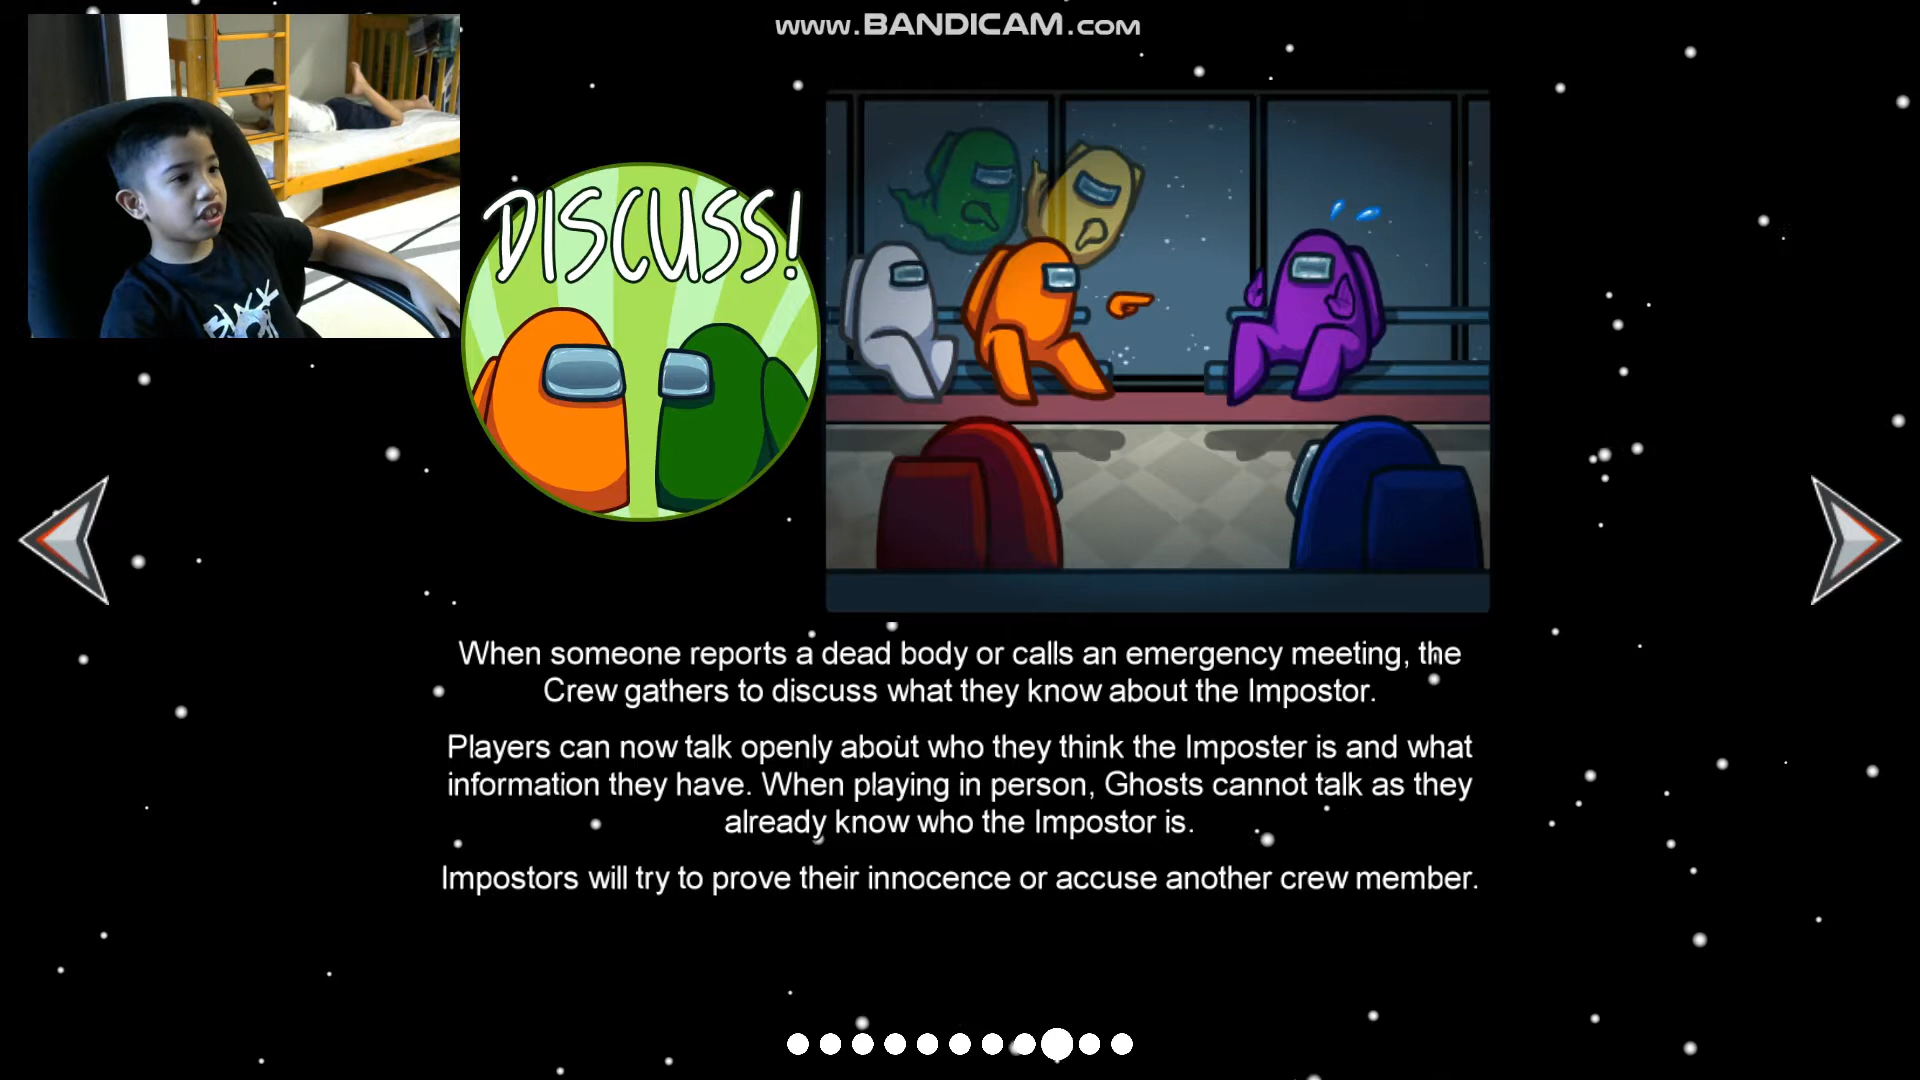 www.BANDICAM.com
DISCUSS!
When someone reports a dead body or calls an emergency meeting, the
Crew gathers to discuss what they know about the Impostor.
Players can now talk openly about who they think the Imposter is and what
information they have. When playing in person, Ghosts cannot talk as they
already know who the Impostor is.
Impostors will try to prove their innocence or accuse another crew member.